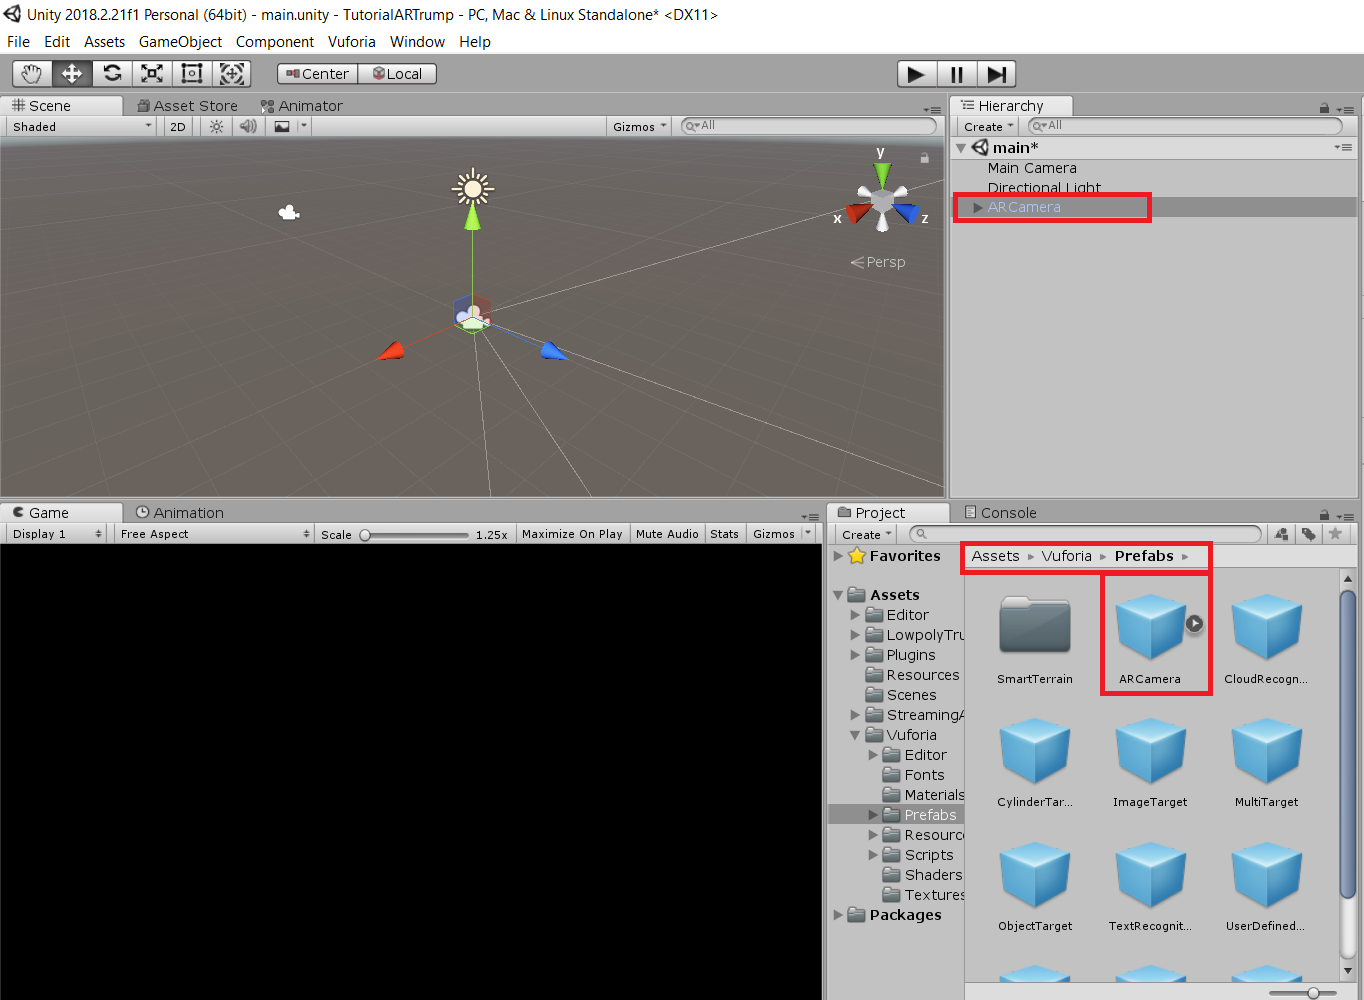 Unity 2018.2.21f1 Personal (64bit) - main.unity - TutorialARTrump - PC, Mac & Linux Standalone* <DX11>
File Edit Assets GameObject Component Vuforia Window Help
Center Local
Scene Asset Store Animator
Shaded 2D Gizmos All
y
x z
Persp
Hierarchy
Create All
main*
Main Camera
Directional Light
ARCamera
Game Animation
Display 1 Free Aspect Scale 1.25x Maximize On Play Mute Audio Stats Gizmos
Project Console
Create
Favorites
Assets
Editor
LowpolyTru
Plugins
Resources
Scenes
StreamingA
Vuforia
Editor
Fonts
Materials
Prefabs
Resourc
Scripts
Shaders
Textures
Packages
Assets Vuforia Prefabs
SmartTerrain ARCamera CloudRecogn...
CylinderTar... ImageTarget MultiTarget
ObjectTarget TextRecognit... UserDefined...